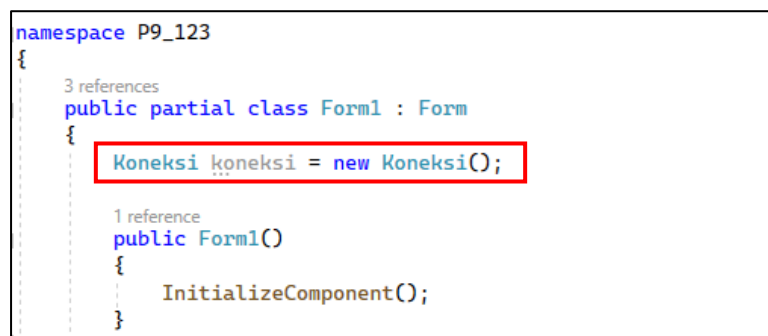 namespace P9_123
{
3 references
public partial class Form1 : Form
{
Koneksi koneksi = new Koneksi();
1 reference
public Form1()
{
InitializeComponent();
}